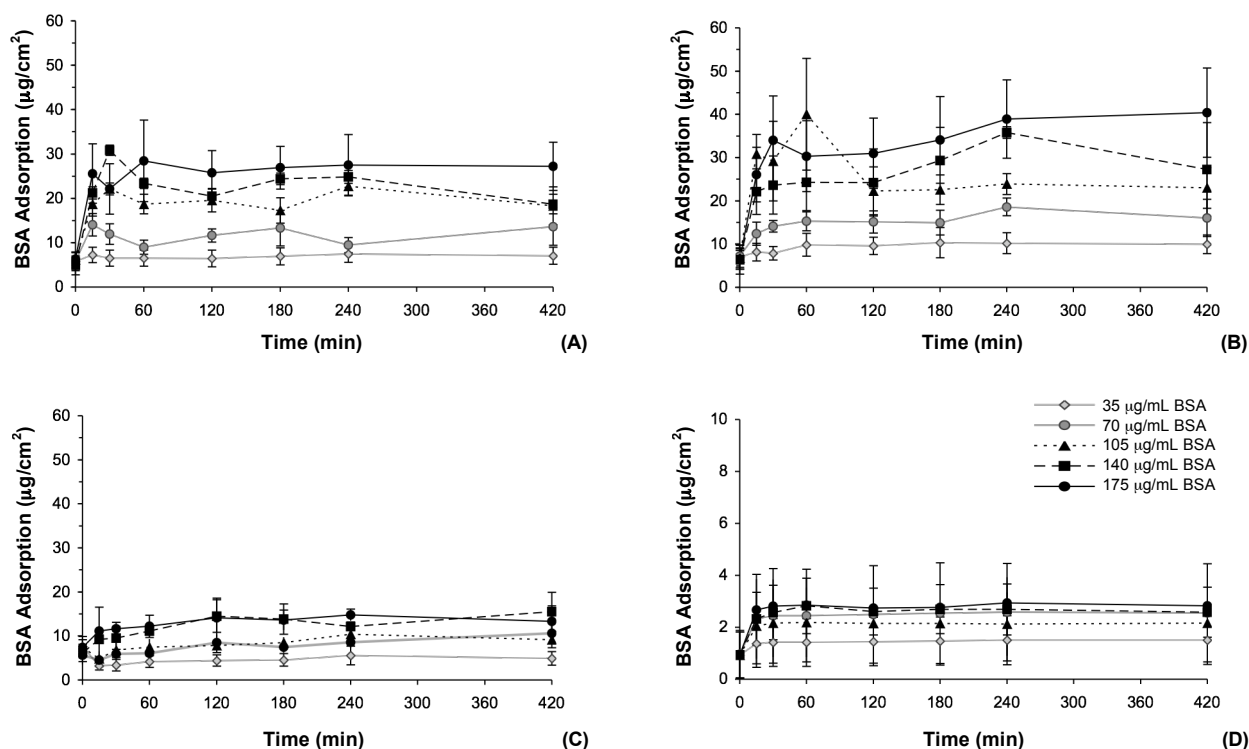 60
50
40
30
20
10
0
BSA Adsorption (μg/cm²)
0 60 120 180 240 300 360 420
Time (min)
(A)
60
50
40
30
20
10
0
BSA Adsorption (μg/cm²)
0 60 120 180 240 300 360 420
Time (min)
(B)
60
50
40
30
20
10
0
BSA Adsorption (μg/cm²)
0 60 120 180 240 300 360 420
Time (min)
(C)
10
8
6
4
2
0
BSA Adsorption (μg/cm²)
35 μg/mL BSA
70 μg/mL BSA
105 μg/mL BSA
140 μg/mL BSA
175 μg/mL BSA
0 60 120 180 240 300 360 420
Time (min)
(D)